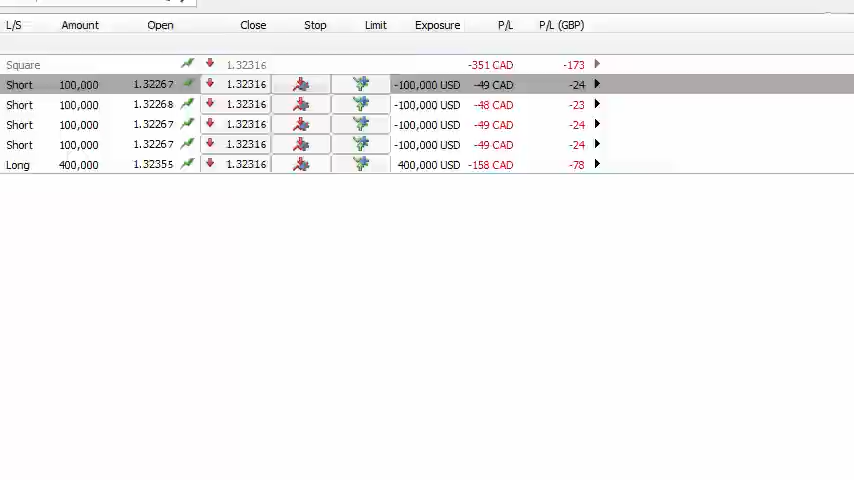 L/S Amount Open Close Stop Limit Exposure P/L P/L (GBP)
Square 1.32316 -351 CAD -173
Short 100,000 1.32267 1.32316 -100,000 USD -49 CAD -24
Short 100,000 1.32268 1.32316 -100,000 USD -48 CAD -23
Short 100,000 1.32267 1.32316 -100,000 USD -49 CAD -24
Short 100,000 1.32267 1.32316 -100,000 USD -49 CAD -24
Long 400,000 1.32355 1.32316 400,000 USD -158 CAD -78